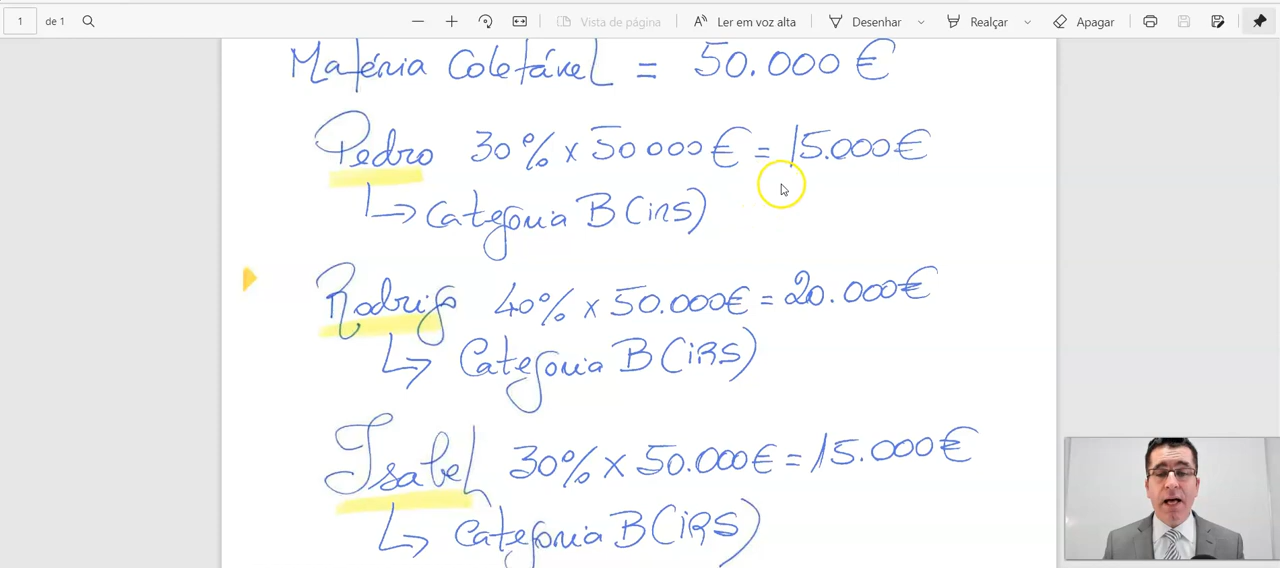 1 de 1 Vista de página Ler em voz alta Desenhar Realçar Apagar
Matéria Coletável = 50.000 €
Pedro 30% x 50000 € = 15.000 €
↳ Categoria B (irs)
Rodrigo 40% x 50.000 € = 20.000 €
↳ Categoria B (iRS)
Isabel 30% x 50.000 € = 15.000 €
↳ Categoria B (iRS)